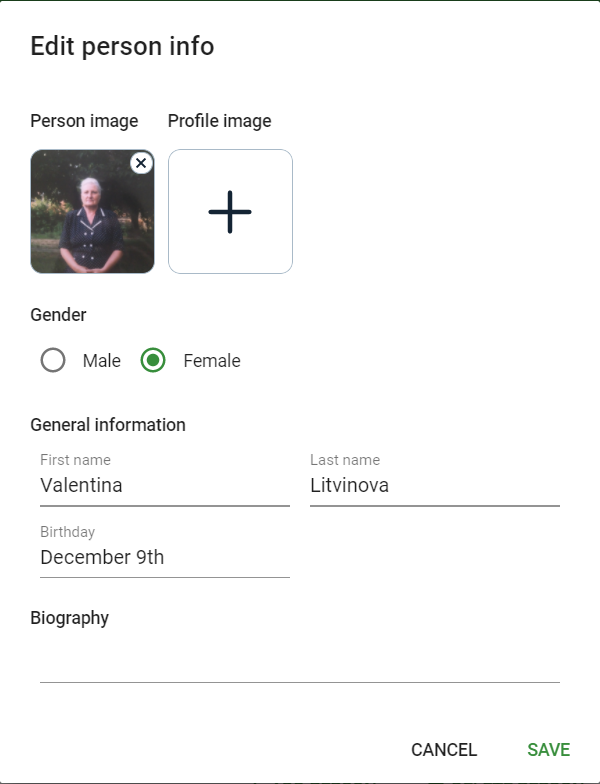 Edit person info
Person image Profile image
Gender
Male Female
General information
First name Last name
Valentina Litvinova
Birthday
December 9th
Biography
CANCEL SAVE